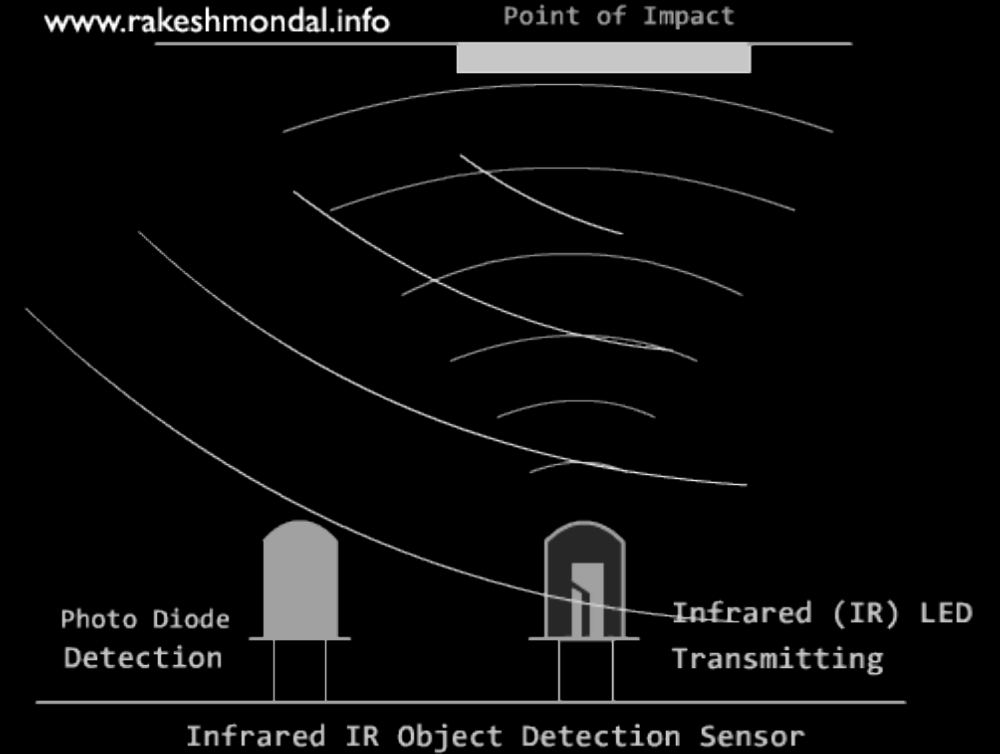 www.rakeshmondal.info
Point of Impact
Photo Diode
Detection
Infrared (IR) LED
Transmitting
Infrared IR Object Detection Sensor